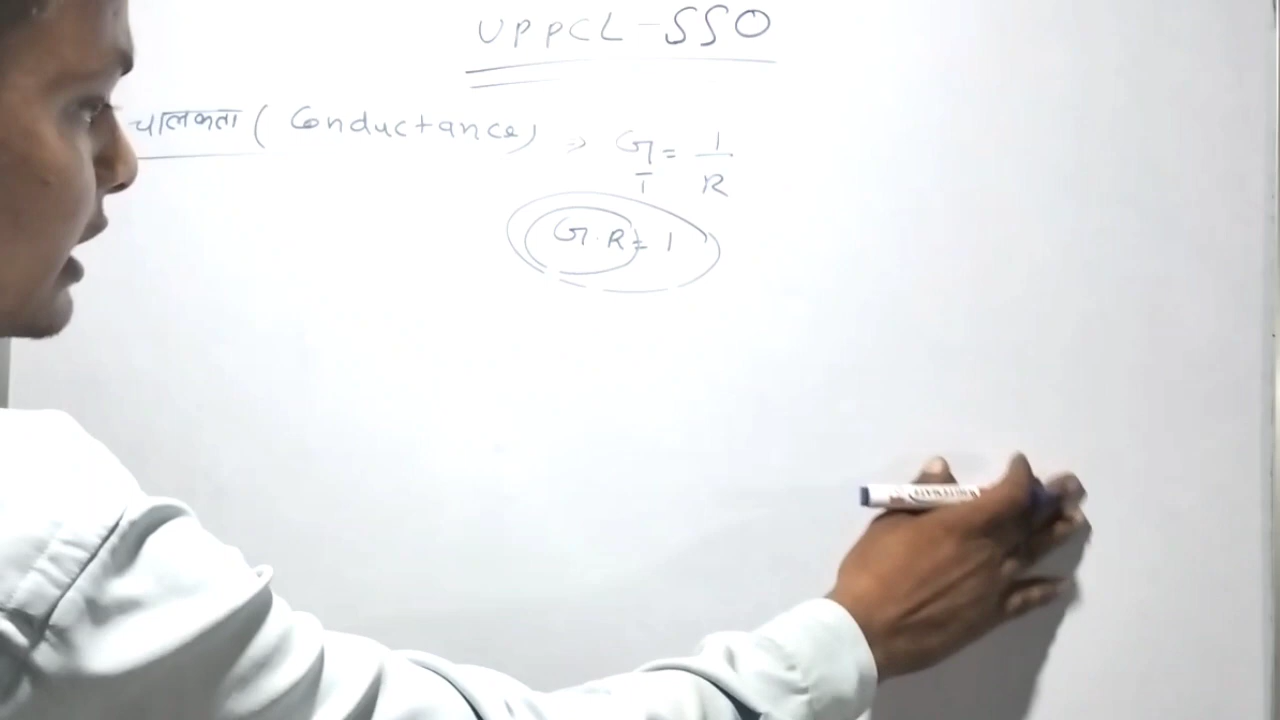 UPPCL-SSO
चालकता ( Conductance) ⇒ G = 1/R
G.R = 1